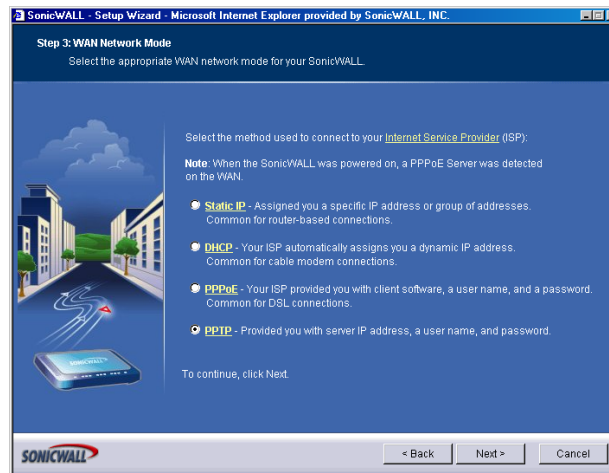 SonicWALL - Setup Wizard - Microsoft Internet Explorer provided by SonicWALL, INC.
Step 3: WAN Network Mode
Select the appropriate WAN network mode for your SonicWALL.
Select the method used to connect to your Internet Service Provider (ISP):
Note: When the SonicWALL was powered on, a PPPoE Server was detected
on the WAN.
Static IP - Assigned you a specific IP address or group of addresses.
Common for router-based connections.
DHCP - Your ISP automatically assigns you a dynamic IP address.
Common for cable modem connections.
PPPoE - Your ISP provided you with client software, a user name, and a password.
Common for DSL connections.
PPTP - Provided you with server IP address, a user name, and password.
To continue, click Next.
SONICWALL
SONICWALL
< Back
Next >
Cancel